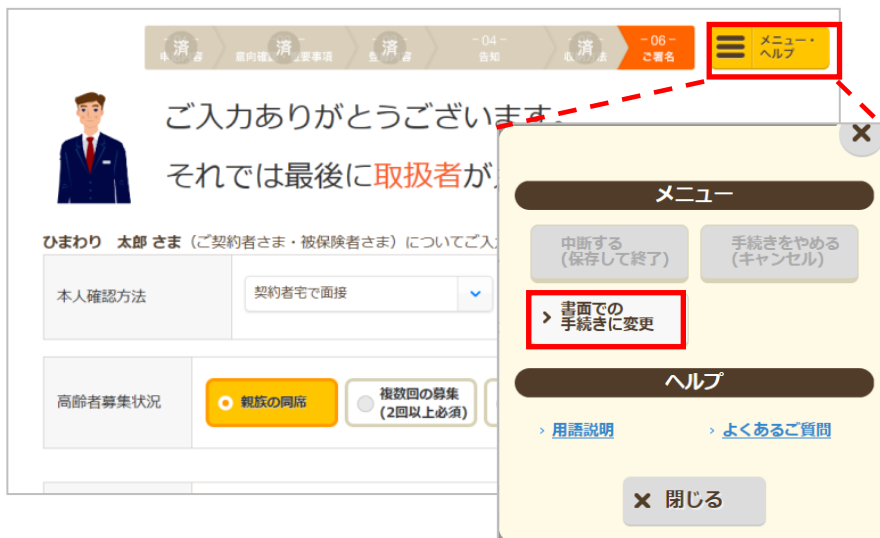 済
意向確 済 要事項
済
- 04 -
告知
済
- 06 -
ご署名
メニュー・
ヘルプ
ご入力ありがとうございます。
それでは最後に取扱者が
ひまわり　太郎 さま（ご契約者さま・被保険者さま）についてご入
本人確認方法
契約者宅で面接
高齢者募集状況
親族の同席
複数回の募集
(2回以上必須)
メニュー
中断する
(保存して終了)
手続きをやめる
(キャンセル)
書面での
手続きに変更
ヘルプ
用語説明
よくあるご質問
閉じる